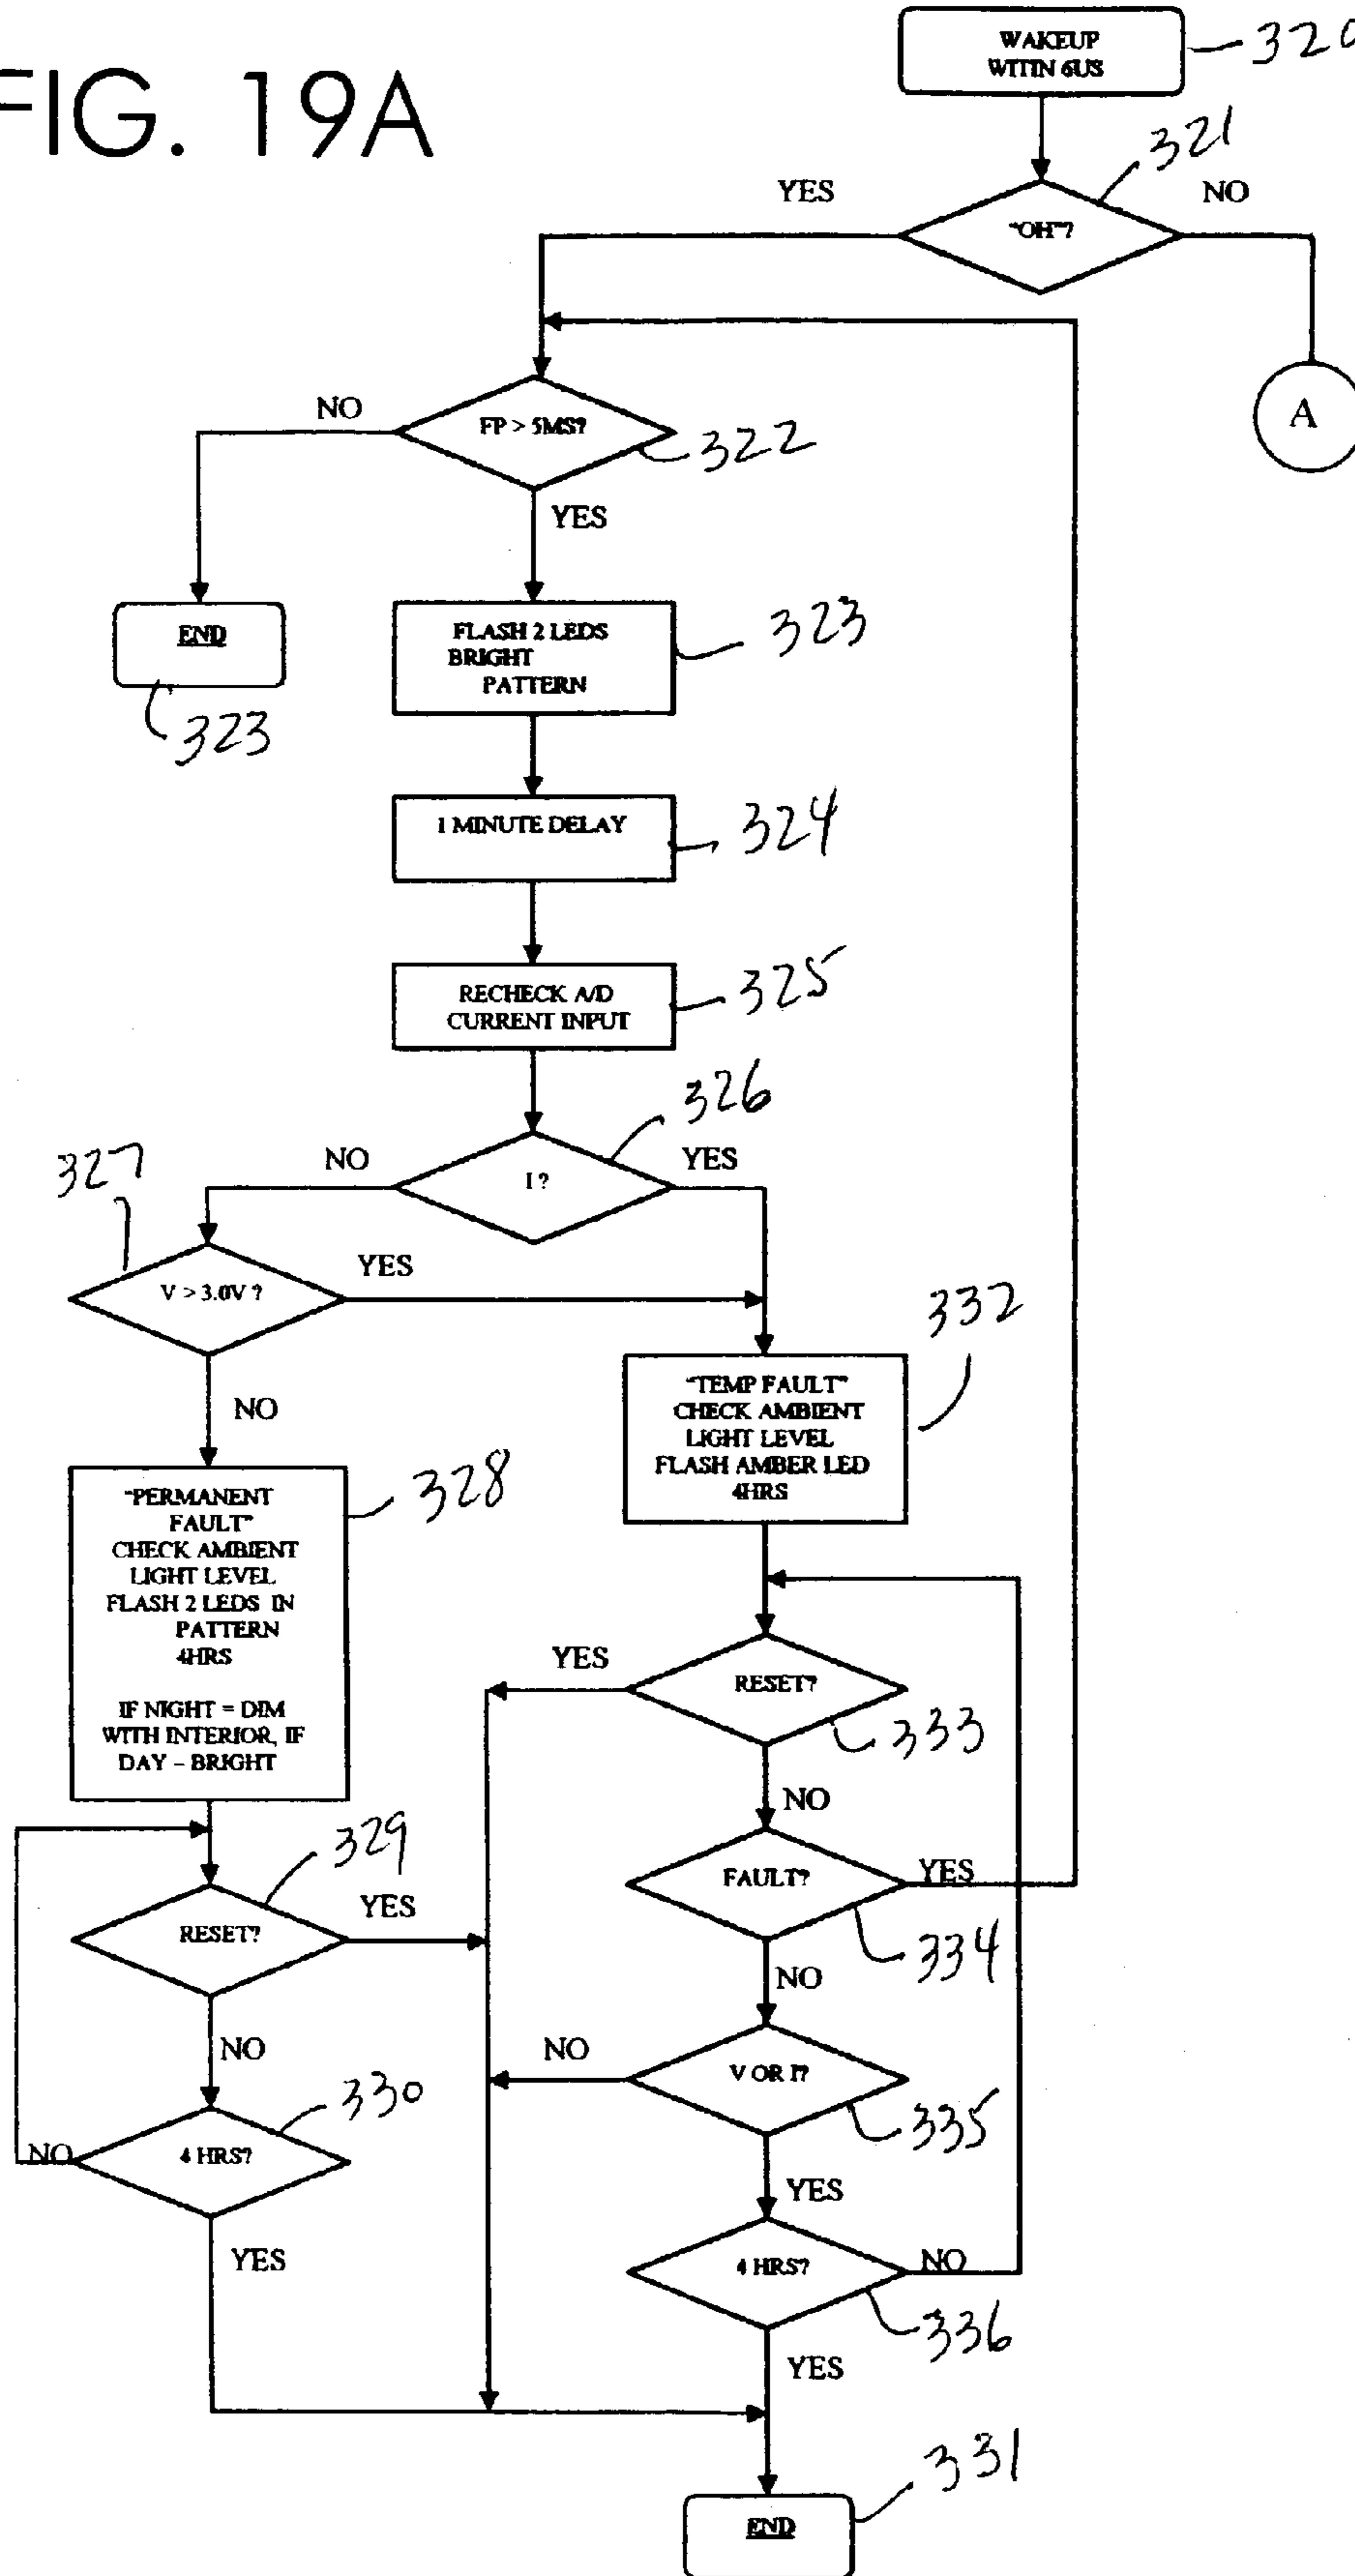 FIG. 19A
WAKEUP
WITIN 6US
320
321
YES
NO
"OH"?
A
NO
FP > 5MS?
322
YES
END
323
FLASH 2 LEDS
BRIGHT
PATTERN
323
1 MINUTE DELAY
324
RECHECK A/D
CURRENT INPUT
325
326
NO
YES
I ?
327
V > 3.0V ?
YES
NO
332
"TEMP FAULT"
CHECK AMBIENT
LIGHT LEVEL
FLASH AMBER LED
4HRS
328
"PERMANENT
FAULT"
CHECK AMBIENT
LIGHT LEVEL
FLASH 2 LEDS IN
PATTERN
4HRS
IF NIGHT = DIM
WITH INTERIOR, IF
DAY – BRIGHT
YES
RESET?
333
NO
329
RESET?
YES
FAULT?
YES
334
NO
NO
NO
V OR I?
335
330
4 HRS?
NO
YES
YES
4 HRS?
NO
336
YES
END
331